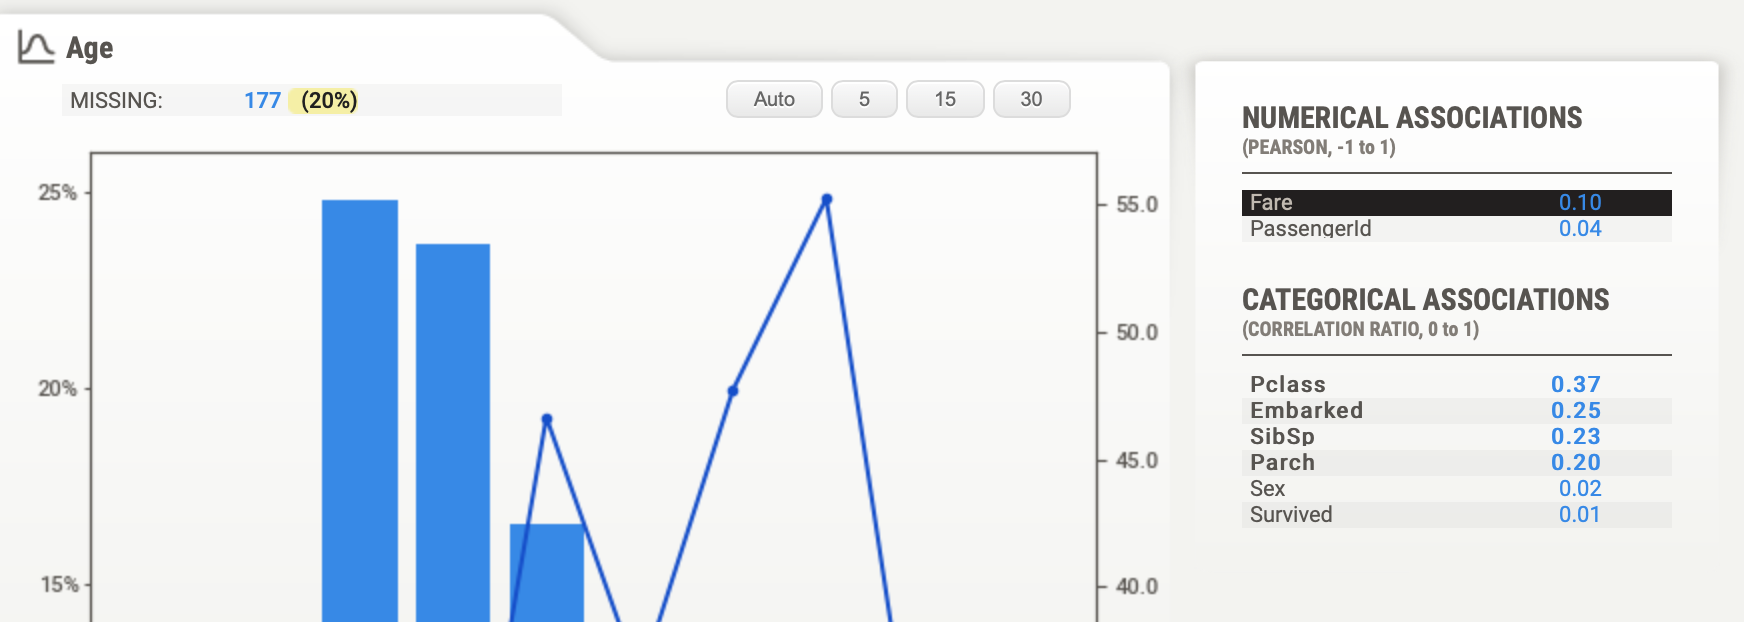 Age
MISSING: 177 (20%)
Auto 5 15 30
25%
20%
15%
55.0
50.0
45.0
40.0
NUMERICAL ASSOCIATIONS
(PEARSON, -1 to 1)
Fare 0.10
PassengerId 0.04
CATEGORICAL ASSOCIATIONS
(CORRELATION RATIO, 0 to 1)
Pclass 0.37
Embarked 0.25
SibSp 0.23
Parch 0.20
Sex 0.02
Survived 0.01